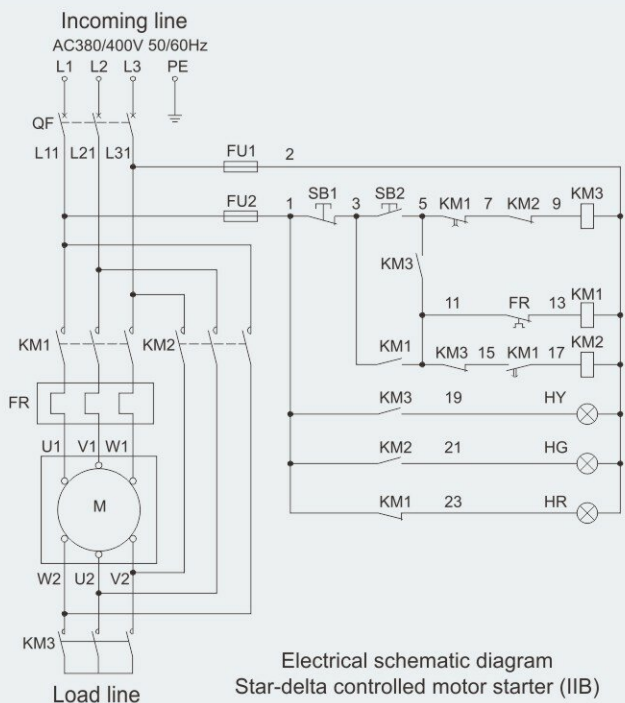 Incoming line
AC380/400V 50/60Hz
L1 L2 L3 PE
QF
L11 L21 L31
FU1 2
FU2 1 SB1 3 SB2 5 KM1 7 KM2 9 KM3
KM3
11 FR 13 KM1
KM1 KM2
KM1 KM3 15 KM1 17 KM2
FR
KM3 19 HY
U1 V1 W1
KM2 21 HG
M
KM1 23 HR
W2 U2 V2
KM3
Load line
Electrical schematic diagram
Star-delta controlled motor starter (IIB)